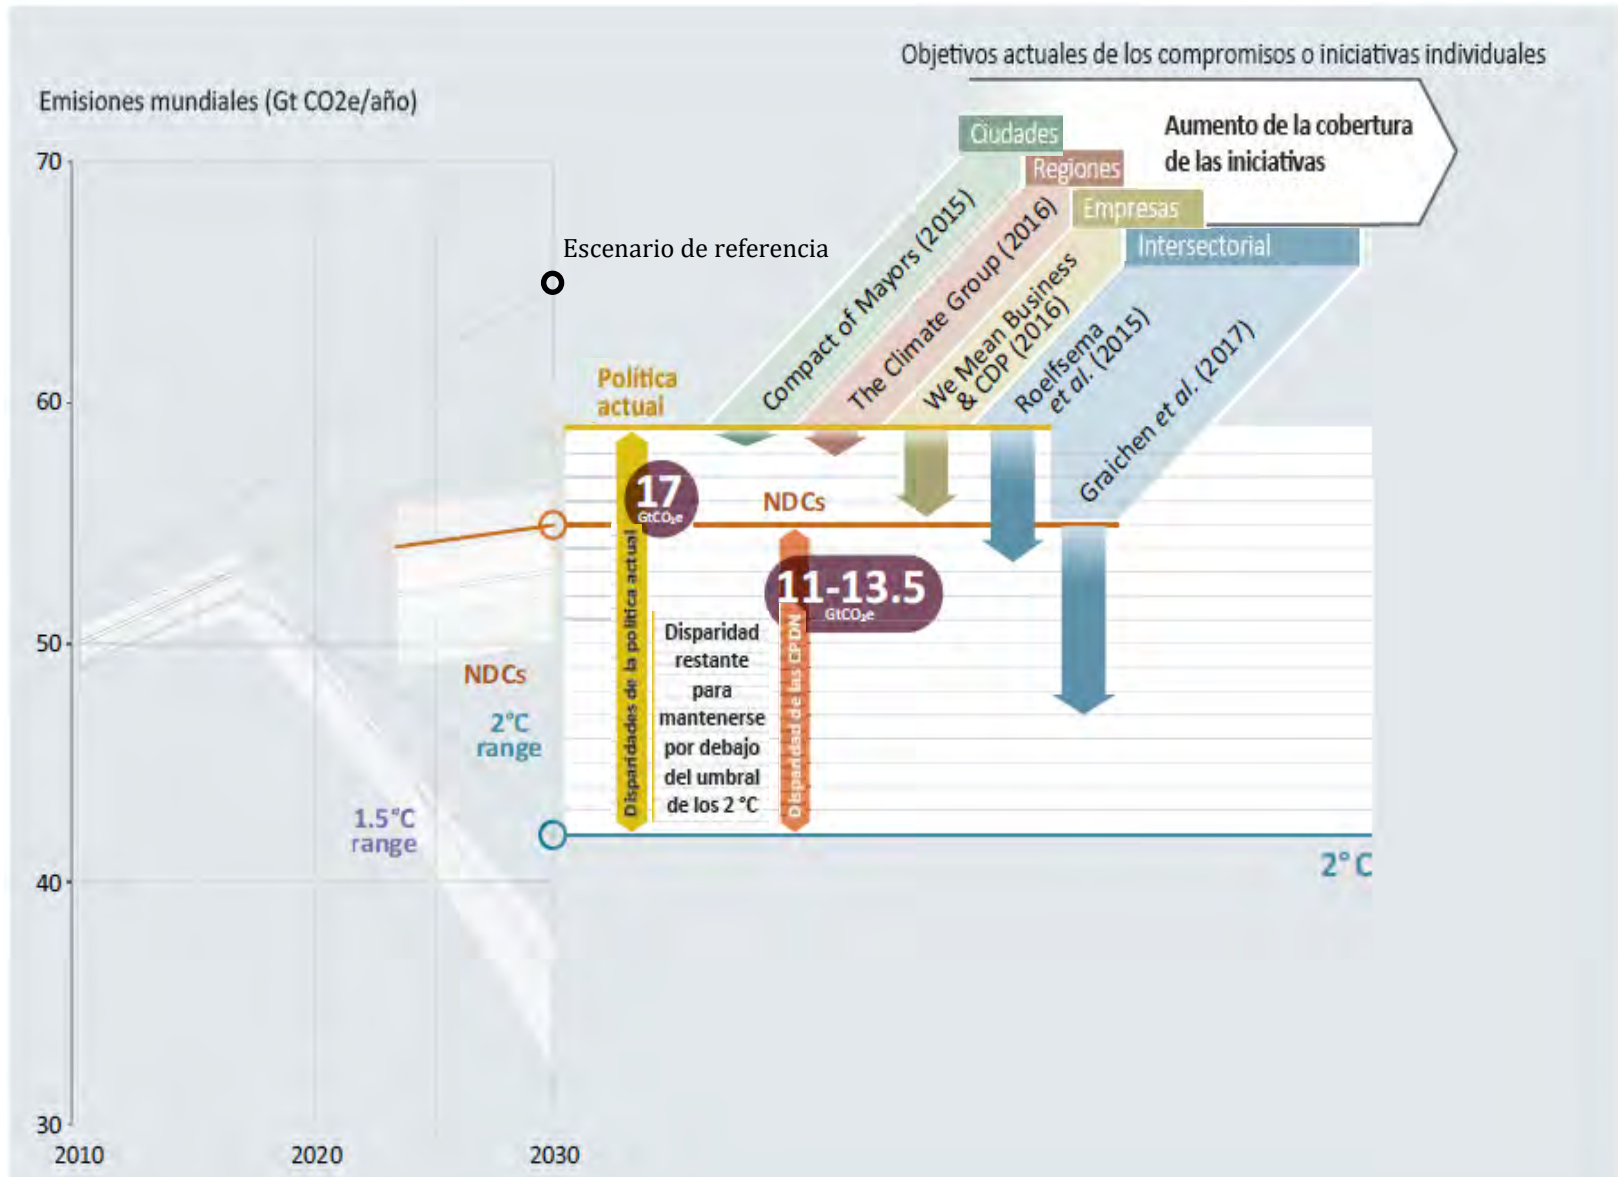 Objetivos actuales de los compromisos o iniciativas individuales
Emisiones mundiales (Gt CO2e/año)
Aumento de la cobertura
de las iniciativas
Ciudades
Regiones
Empresas
Intersectorial
70
60
50
40
30
2010
2020
2030
Escenario de referencia
Compact of Mayors (2015)
The Climate Group (2016)
We Mean Business
& CDP (2016)
Roelfsema
et al. (2015)
Graichen et al. (2017)
Política
actual
17
GtCO₂e
NDCs
11-13.5
GtCO₂e
Disparidades de la política actual
Disparidad
restante
para
mantenerse
por debajo
del umbral
de los 2 °C
Disparidad de las CPDN
NDCs
2°C
range
1.5°C
range
2° C